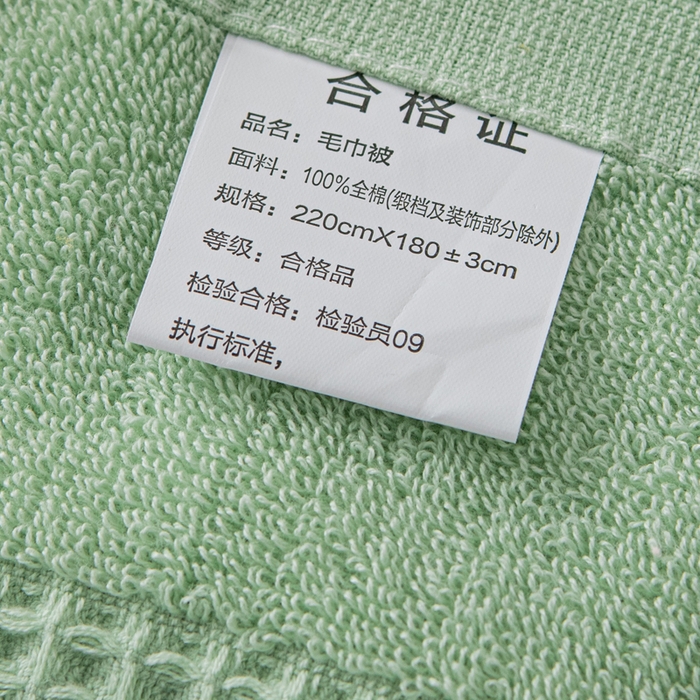 合格证
品名：毛巾被
面料：100%全棉(缎档及装饰部分除外)
规格：220cmX180±3cm
等级：合格品
检验合格：检验员09
执行标准，